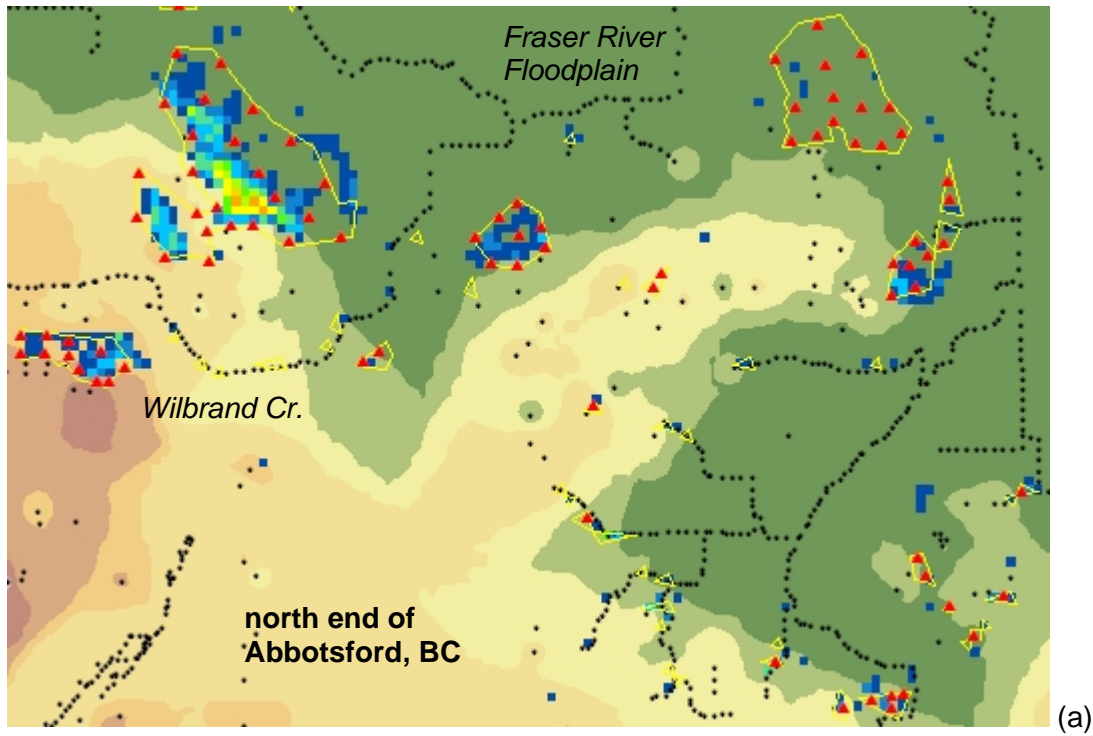 Fraser River
Floodplain
Wilbrand Cr.
north end of
Abbotsford, BC
(a)